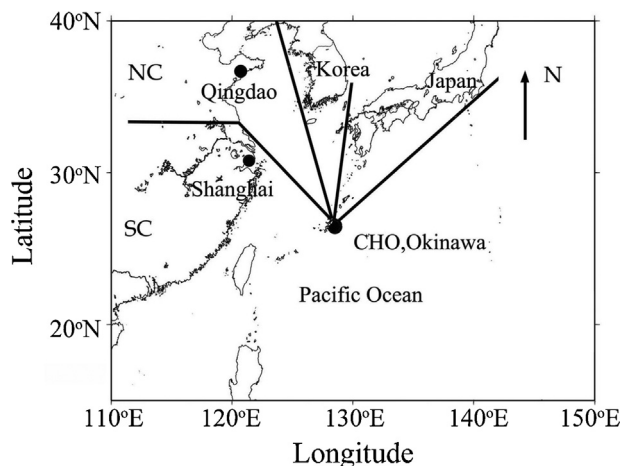 40°N
NC
Korea
Japan
N
Qingdao
Latitude
30°N
Shanghai
SC
CHO,Okinawa
Pacific Ocean
20°N
110°E 120°E 130°E 140°E 150°E
Longitude